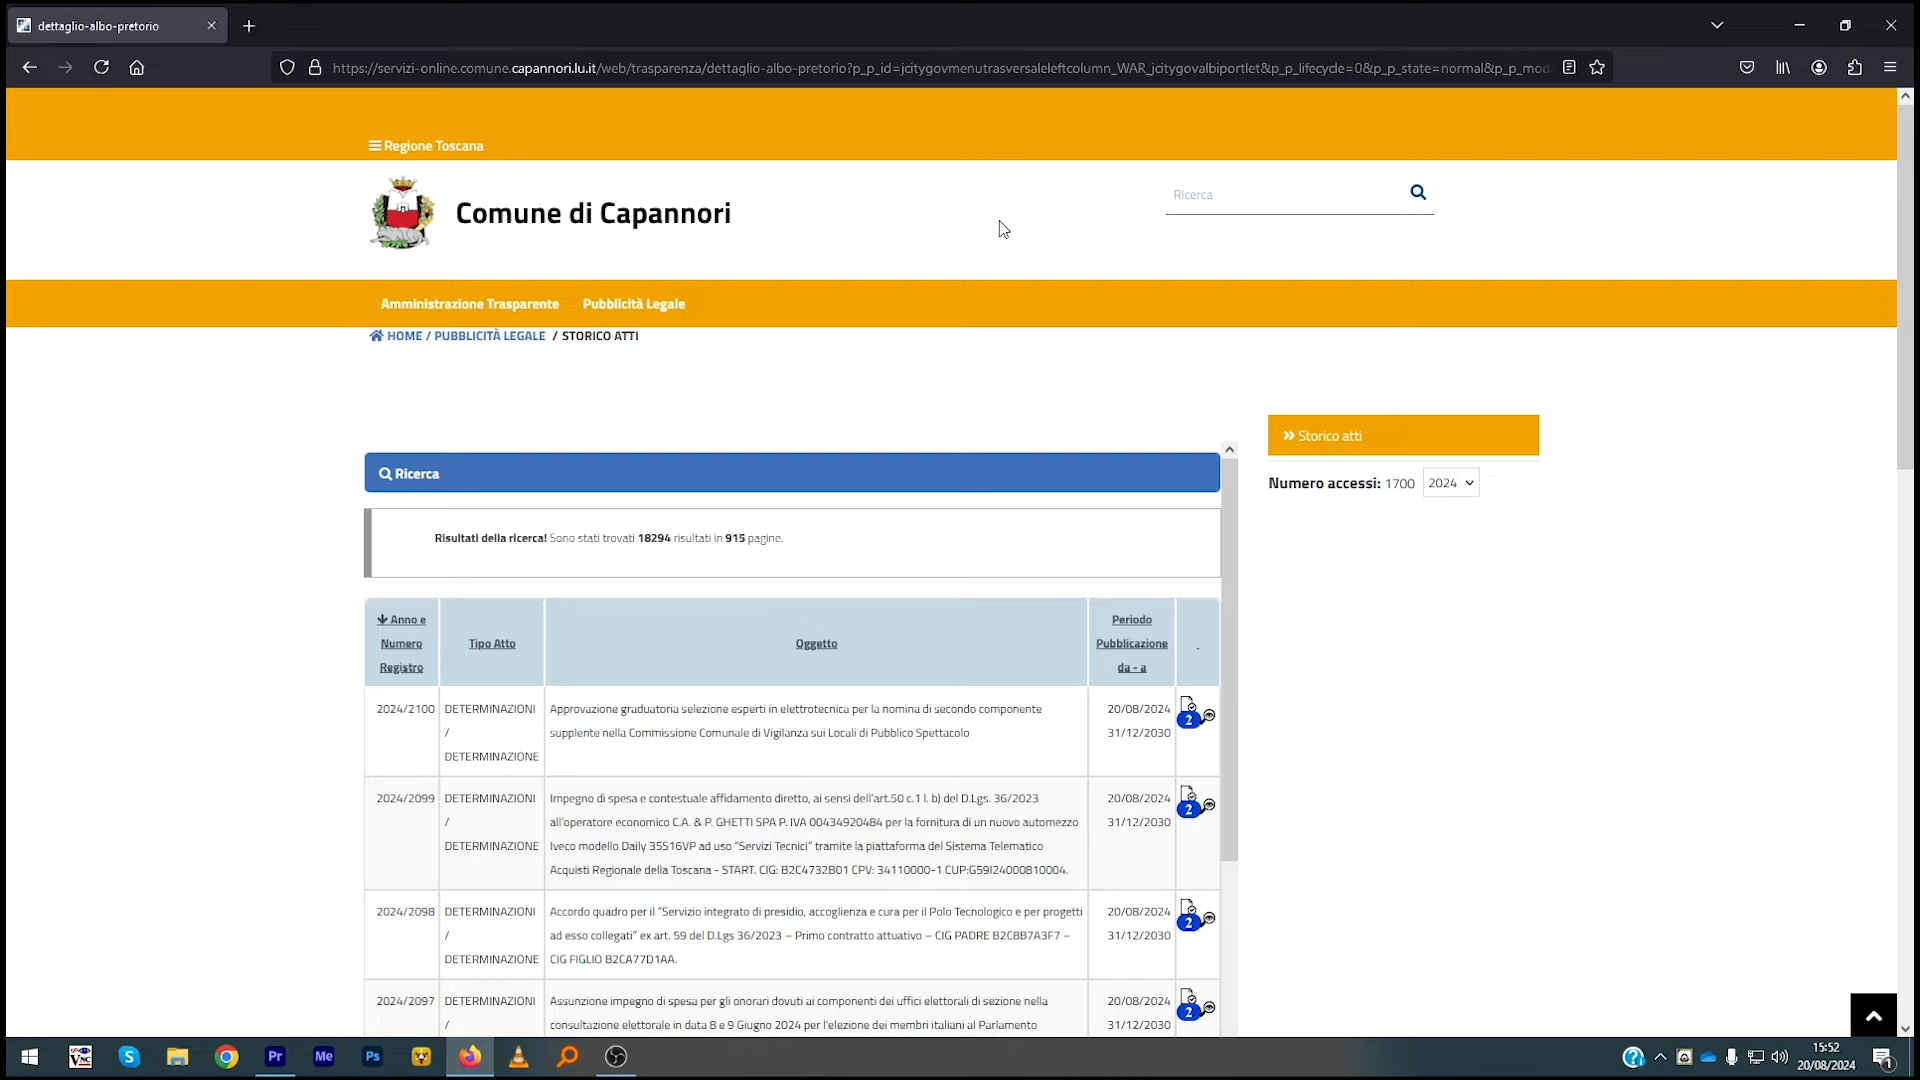 dettaglio-albo-pretorio
https://servizi-online.comune.capannori.lu.it/web/trasparenza/dettaglio-albo-pretorio?p_p_id=jcitygovmenutrasversaleleftcolumn_WAR_jcitygovalbiportlet&p_p_lifecycle=0&p_p_state=normal&p_p_mod
Regione Toscana
Comune di Capannori
Ricerca
Amministrazione Trasparente Pubblicità Legale
HOME / PUBBLICITÀ LEGALE / STORICO ATTI
Storico atti
Numero accessi: 1700 2024
Ricerca
Risultati della ricerca! Sono stati trovati 18294 risultati in 915 pagine.
Anno e
Numero
Registro
Tipo Atto
Oggetto
Periodo
Pubblicazione
da - a
2024/2100
DETERMINAZIONI
/
DETERMINAZIONE
Approvazione graduatoria selezione esperti in elettrotecnica per la nomina di secondo componente
supplente nella Commissione Comunale di Vigilanza sui Locali di Pubblico Spettacolo
20/08/2024
31/12/2030
2
2024/2099
DETERMINAZIONI
/
DETERMINAZIONE
Impegno di spesa e contestuale affidamento diretto, ai sensi dell'art.50 c.1 l. b) del D.Lgs. 36/2023
all'operatore economico C.A. & P. GHETTI SPA P. IVA 00434920484 per la fornitura di un nuovo automezzo
Iveco modello Daily 35S16VP ad uso "Servizi Tecnici" tramite la piattaforma del Sistema Telematico
Acquisti Regionale della Toscana - START. CIG: B2C4732B01 CPV: 34110000-1 CUP:G59I24000810004.
20/08/2024
31/12/2030
2
2024/2098
DETERMINAZIONI
/
DETERMINAZIONE
Accordo quadro per il "Servizio integrato di presidio, accoglienza e cura per il Polo Tecnologico e per progetti
ad esso collegati" ex art. 59 del D.Lgs 36/2023 – Primo contratto attuativo – CIG PADRE B2C8B7A3F7 –
CIG FIGLIO B2CA77D1AA.
20/08/2024
31/12/2030
2
2024/2097
DETERMINAZIONI
/
Assunzione impegno di spesa per gli onorari dovuti ai componenti dei uffici elettorali di sezione nella
consultazione elettorale in data 8 e 9 Giugno 2024 per l'elezione dei membri italiani al Parlamento
20/08/2024
31/12/2030
2
VNC
Pr
Me
Ps
15:52
20/08/2024
1